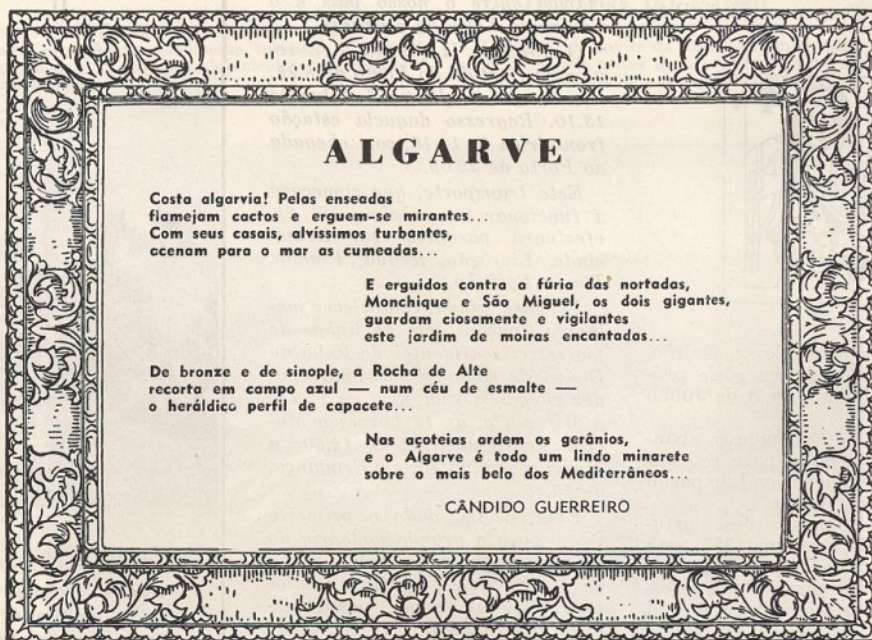 ALGARVE
Costa algarvia! Pelas enseadas
flamejam cactos e erguem-se mirantes...
Com seus casais, alvíssimos turbantes,
acenam para o mar as cumeadas...
E erguidos contra a fúria das nortadas,
Monchique e São Miguel, os dois gigantes,
guardam ciosamente e vigilantes
este jardim de moiras encantadas...
De bronze e de sinople, a Rocha de Alte
recorta em campo azul — num céu de esmalte —
o heráldico perfil de capacete...
Nas açoteias ardem os gerânios,
e o Algarve é todo um lindo minarete
sobre o mais belo dos Mediterrâneos...
CÂNDIDO GUERREIRO